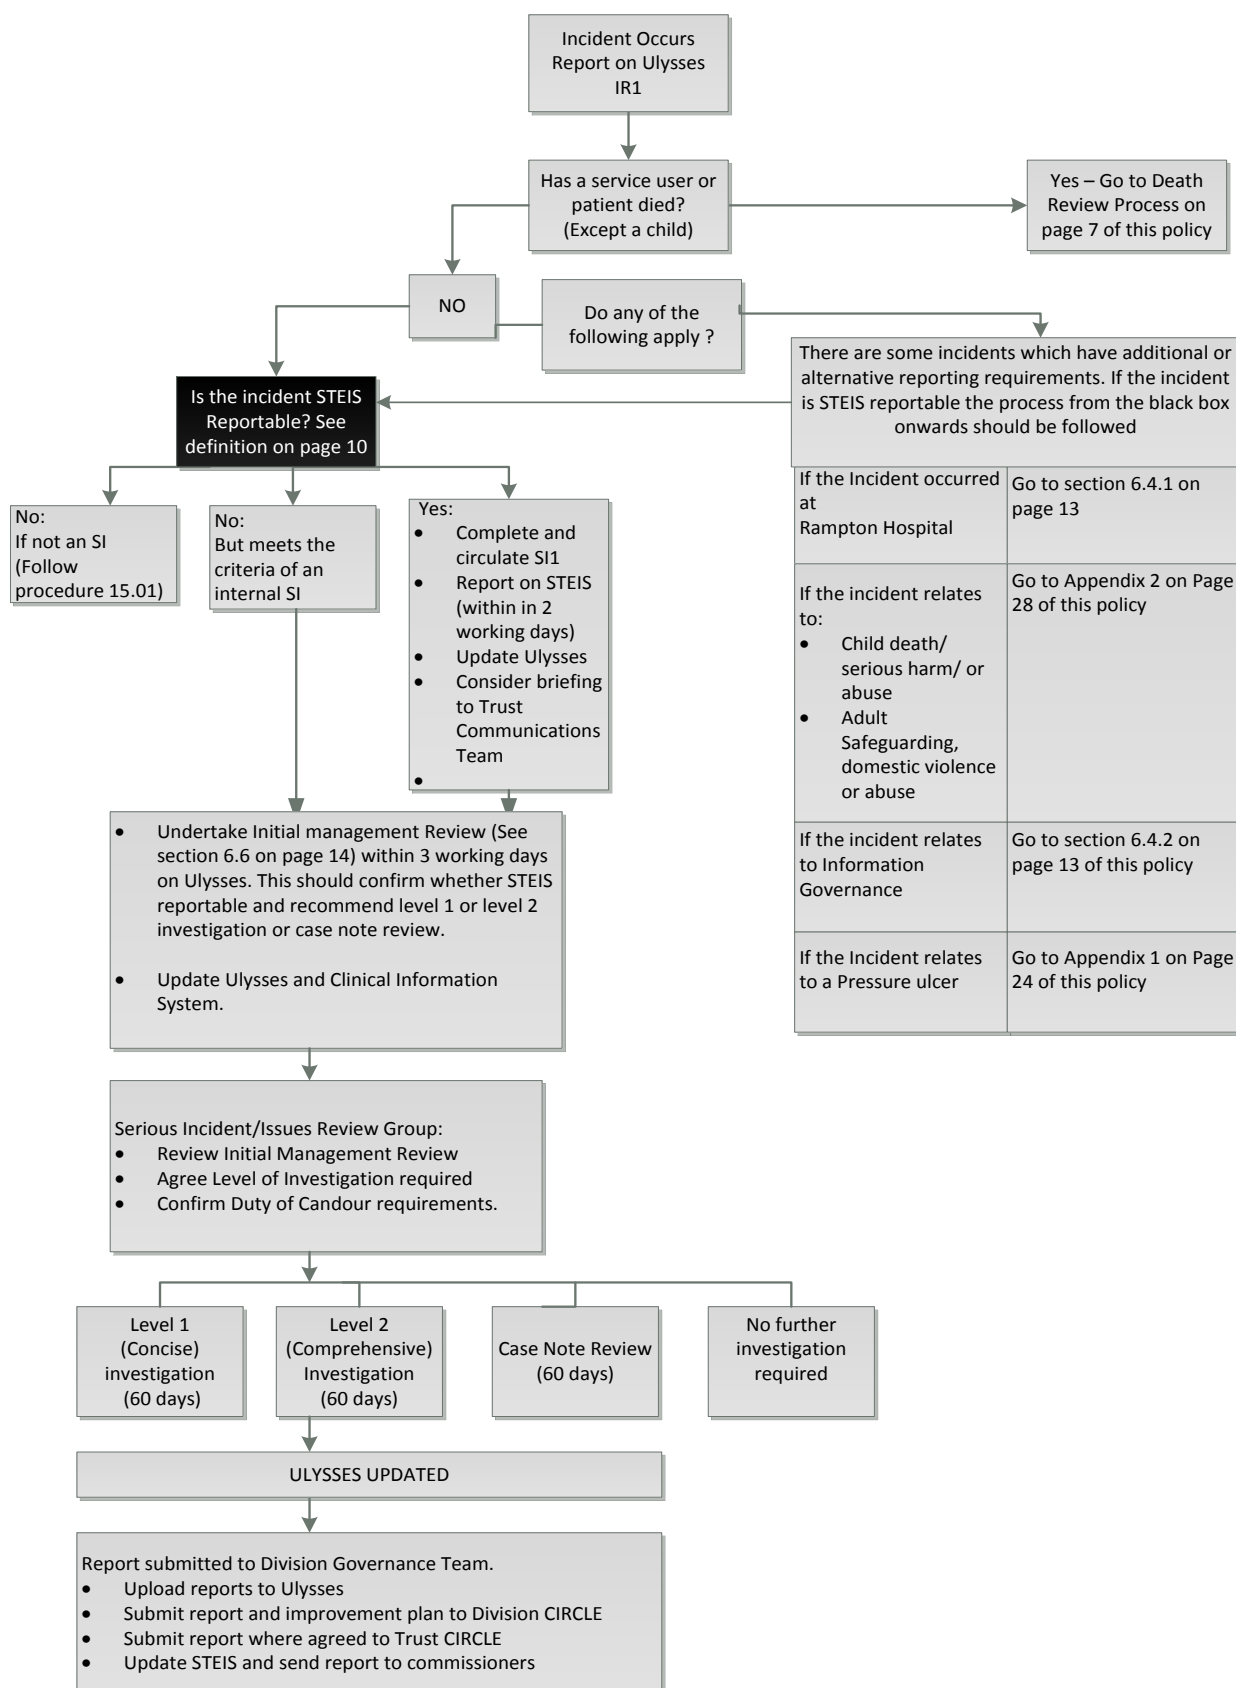 Incident Occurs
Report on Ulysses
IR1
Has a service user or
patient died?
(Except a child)
Yes – Go to Death
Review Process on
page 7 of this policy
NO
Do any of the
following apply ?
There are some incidents which have additional or
alternative reporting requirements. If the incident
is STEIS reportable the process from the black box
onwards should be followed
Is the incident STEIS
Reportable? See
definition on page 10
If the Incident occurred
at
Rampton Hospital
Go to section 6.4.1 on
page 13
If the incident relates
to:
• Child death/
serious harm/ or
abuse
• Adult
Safeguarding,
domestic violence
or abuse
Go to Appendix 2 on Page
28 of this policy
If the incident relates
to Information
Governance
Go to section 6.4.2 on
page 13 of this policy
If the Incident relates
to a Pressure ulcer
Go to Appendix 1 on Page
24 of this policy
No:
If not an SI
(Follow
procedure 15.01)
No:
But meets the
criteria of an
internal SI
Yes:
• Complete and
circulate SI1
• Report on STEIS
(within in 2
working days)
• Update Ulysses
• Consider briefing
to Trust
Communications
Team
•
• Undertake Initial management Review (See
section 6.6 on page 14) within 3 working days
on Ulysses. This should confirm whether STEIS
reportable and recommend level 1 or level 2
investigation or case note review.
• Update Ulysses and Clinical Information
System.
Serious Incident/Issues Review Group:
• Review Initial Management Review
• Agree Level of Investigation required
• Confirm Duty of Candour requirements.
Level 1
(Concise)
investigation
(60 days)
Level 2
(Comprehensive)
Investigation
(60 days)
Case Note Review
(60 days)
No further
investigation
required
ULYSSES UPDATED
Report submitted to Division Governance Team.
• Upload reports to Ulysses
• Submit report and improvement plan to Division CIRCLE
• Submit report where agreed to Trust CIRCLE
• Update STEIS and send report to commissioners